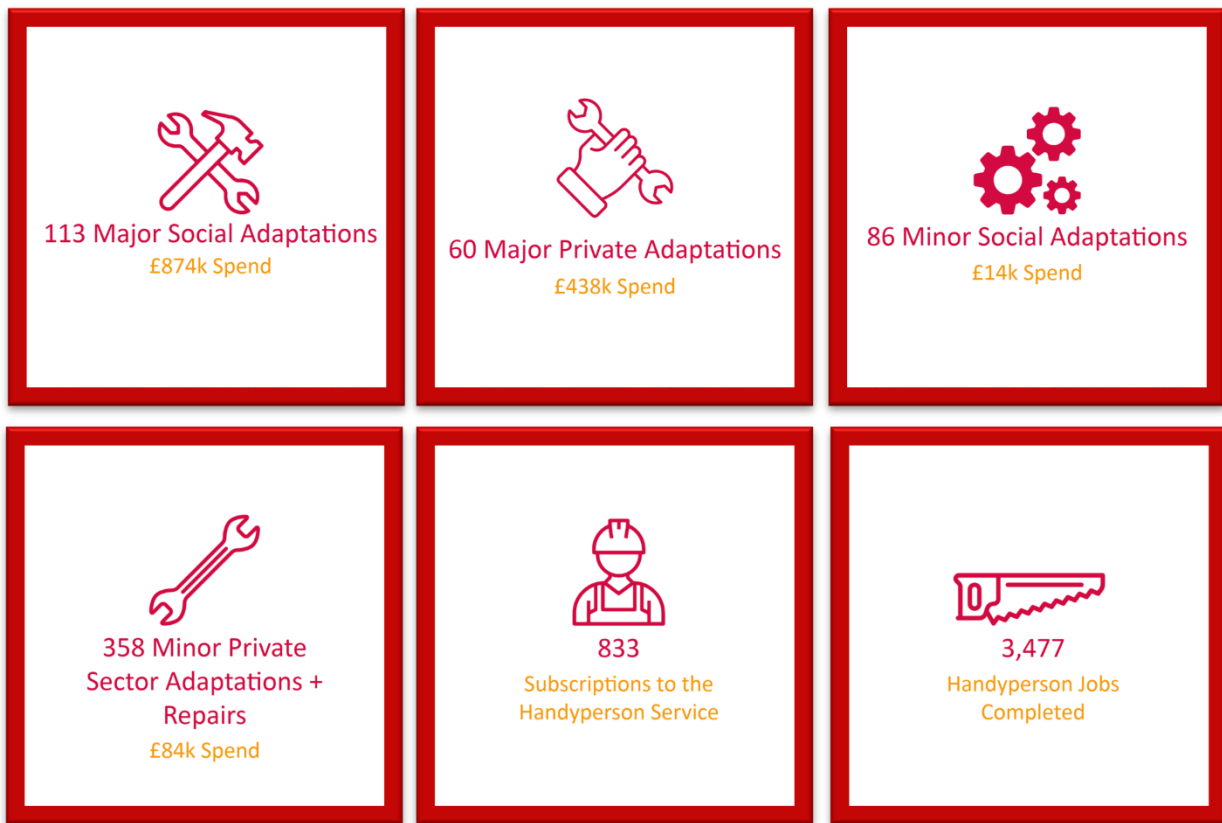 113 Major Social Adaptations
£874k Spend
60 Major Private Adaptations
£438k Spend
86 Minor Social Adaptations
£14k Spend
358 Minor Private
Sector Adaptations +
Repairs
£84k Spend
833
Subscriptions to the
Handyperson Service
3,477
Handyperson Jobs
Completed